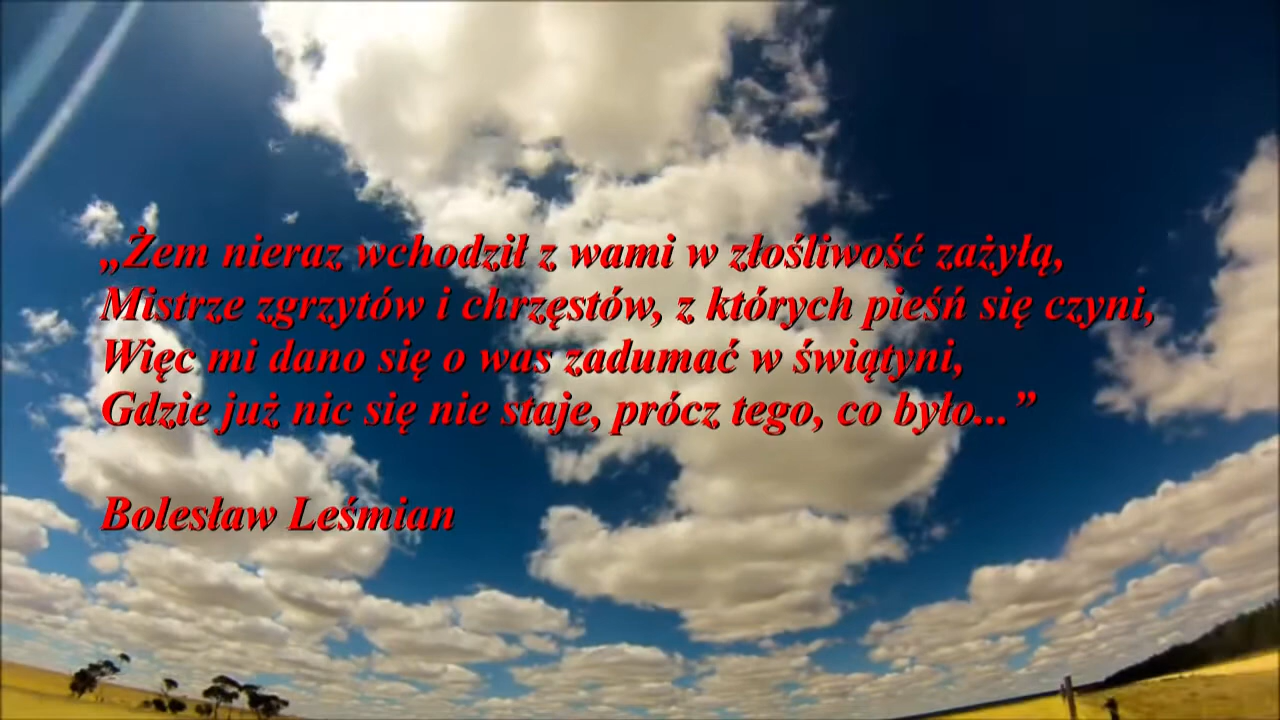 „Żem nieraz wchodził z wami w złośliwość zażyłą,
Mistrze zgrzytów i chrzęstów, z których pieśń się czyni,
Więc mi dano się o was zadumać w świątyni,
Gdzie już nic się nie staje, prócz tego, co było...”
Bolesław Leśmian